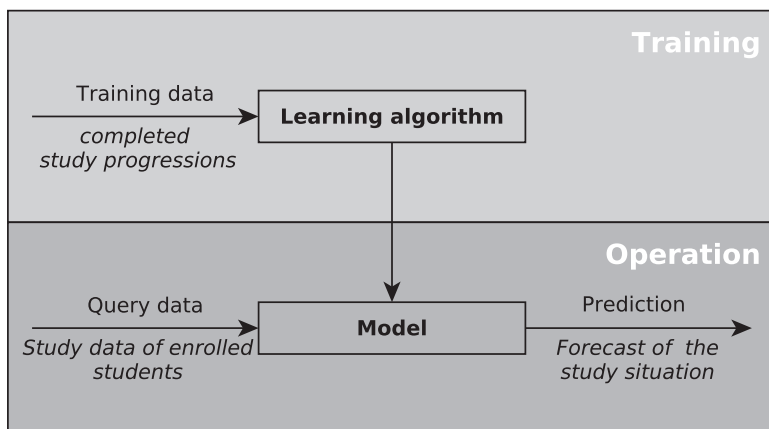 Training
Training data
Learning algorithm
completed
study progressions
Operation
Query data
Prediction
Model
Study data of enrolled
students
Forecast of the
study situation